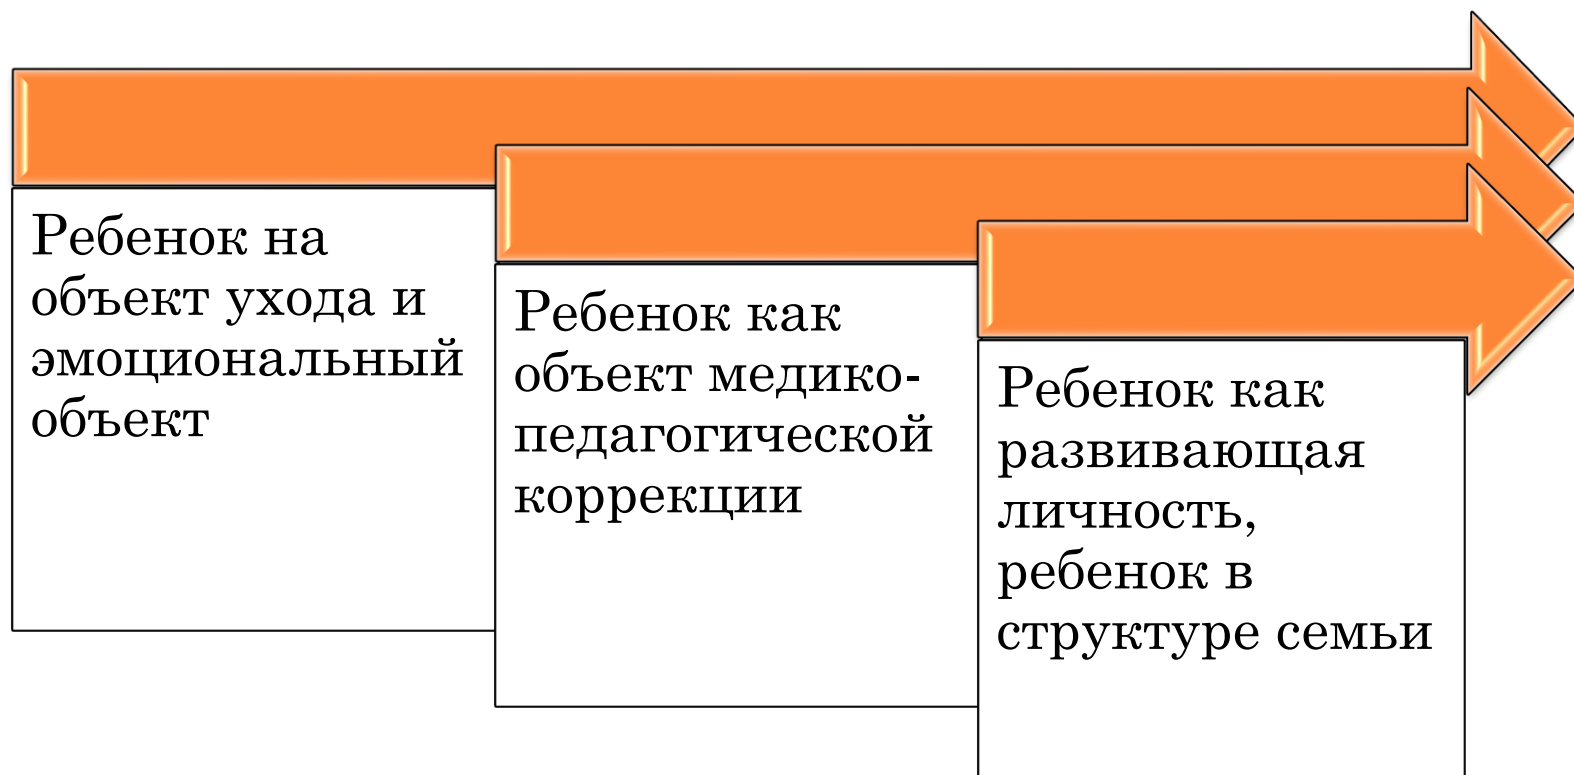 Ребенок на
объект ухода и
эмоциональный
объект
Ребенок как
объект медико-
педагогической
коррекции
Ребенок как
развивающая
личность,
ребенок в
структуре семьи